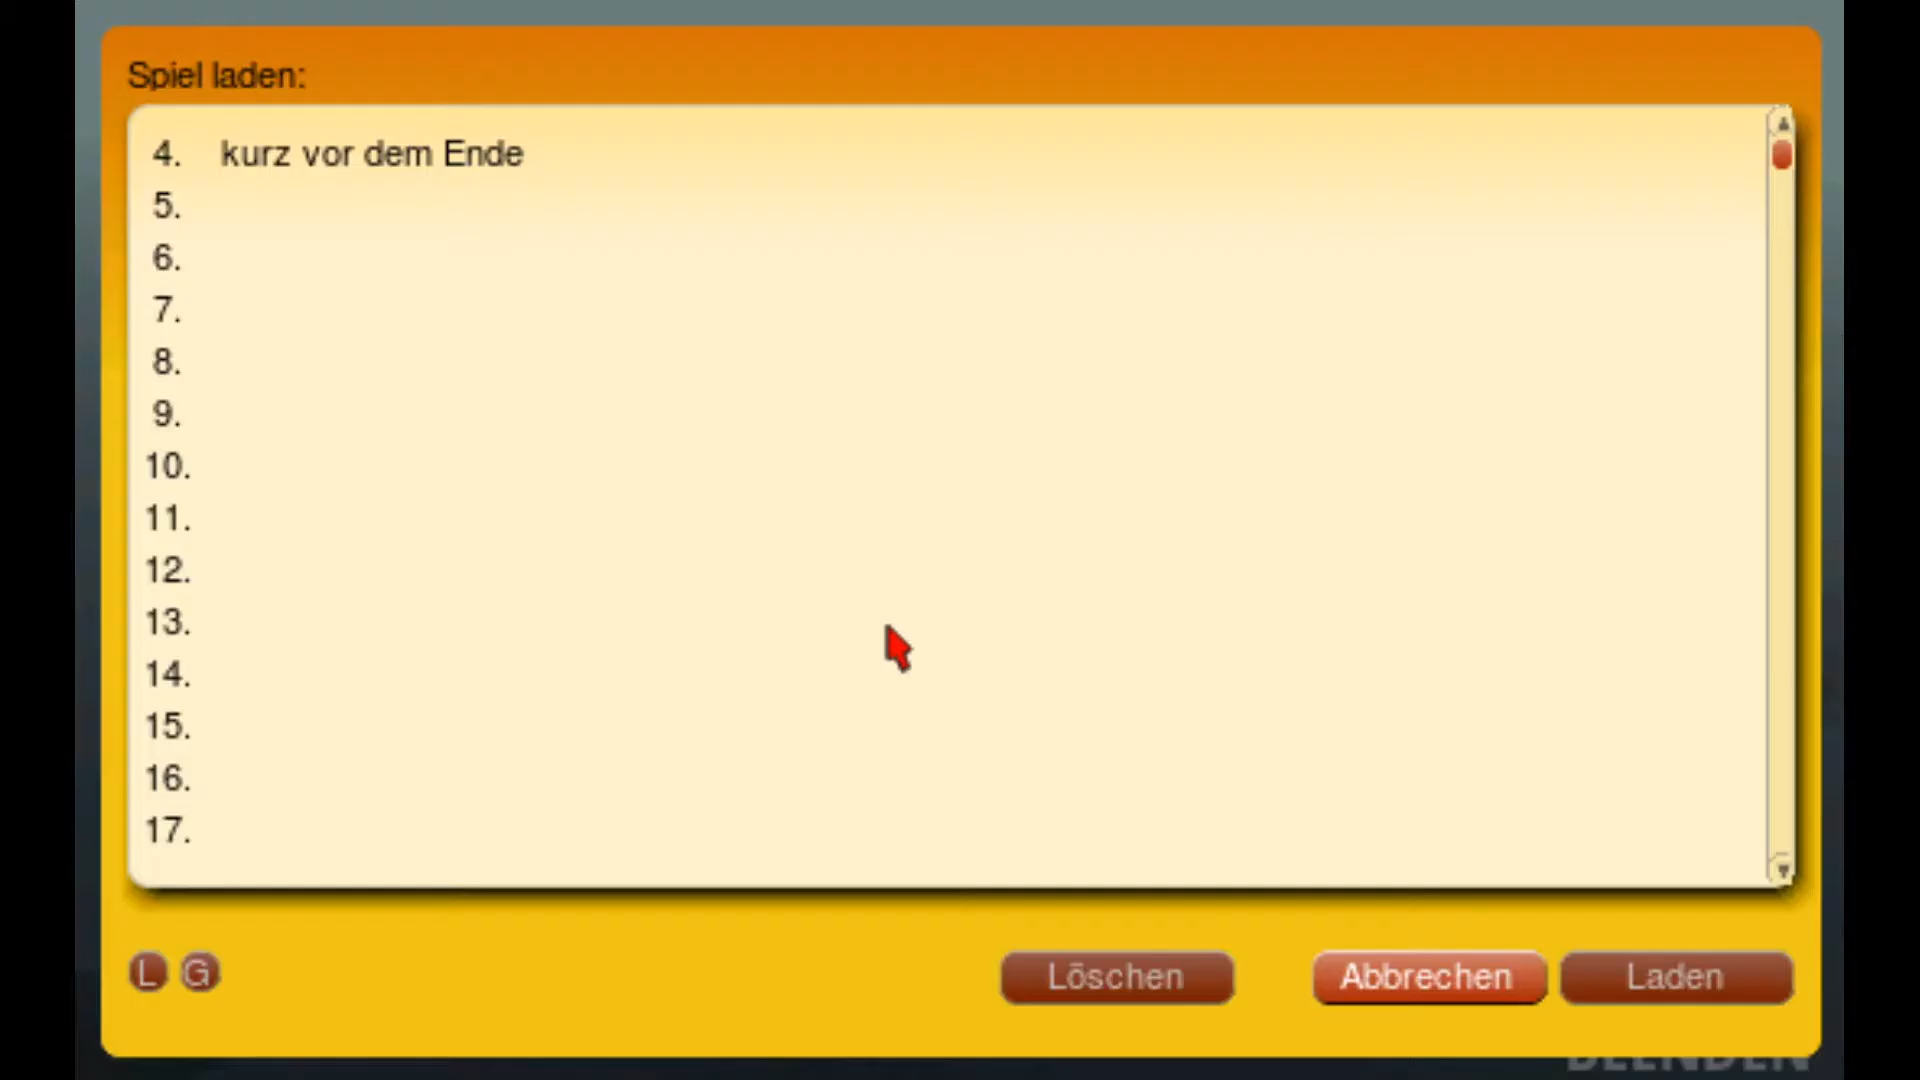 Spiel laden:
4. kurz vor dem Ende
5.
6.
7.
8.
9.
10.
11.
12.
13.
14.
15.
16.
17.
L G
Löschen
Abbrechen
Laden
BEENDEN